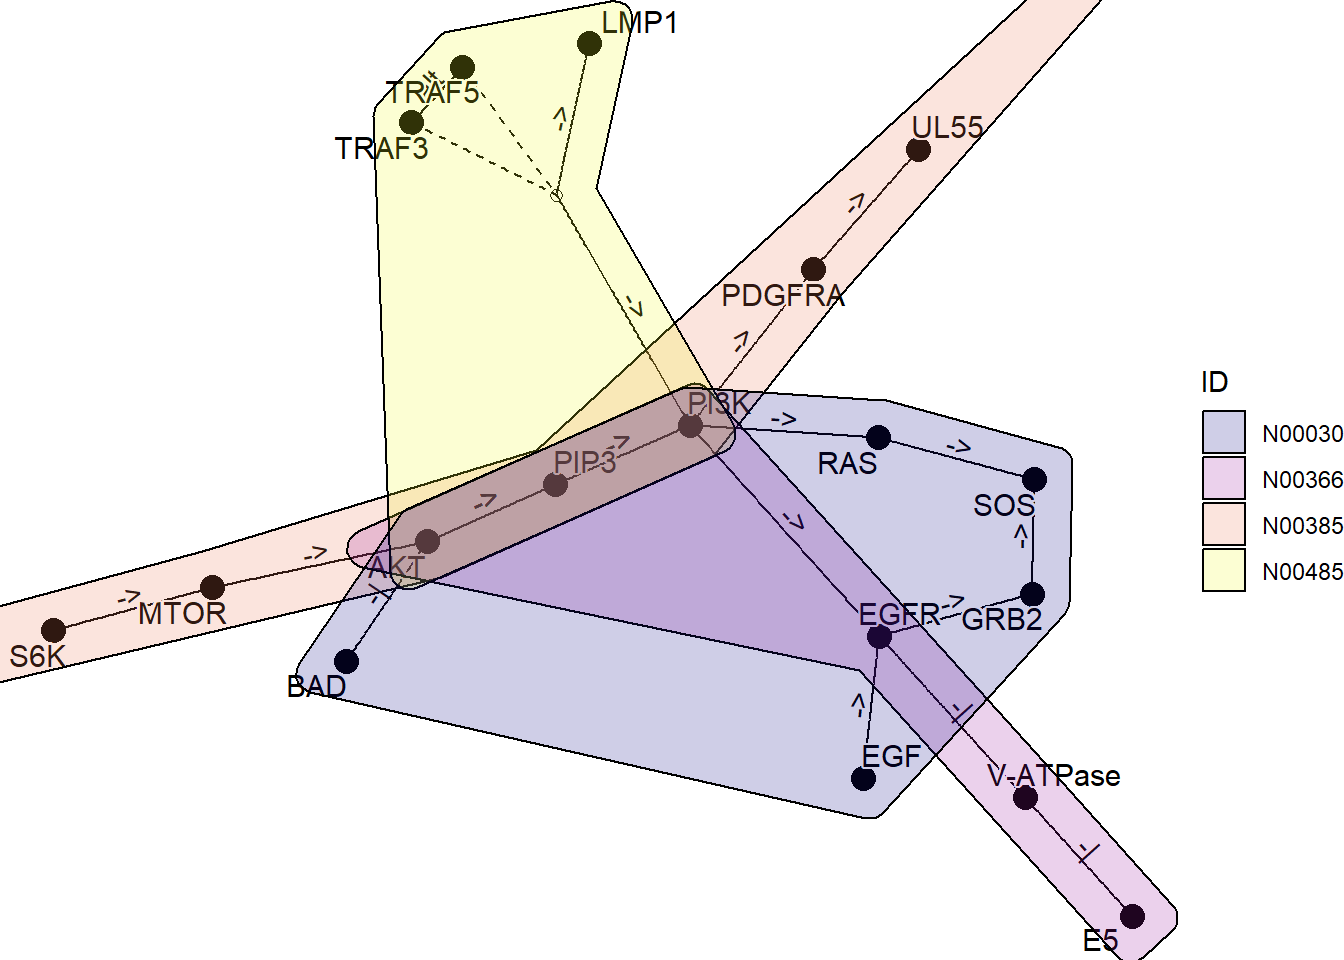 LMP1
TRAF5
TRAF3
UL55
PDGFRA
PI3K
PIP3
RAS
SOS
AKT
MTOR
S6K
BAD
EGFR
GRB2
EGF
V-ATPase
E5
ID
N00030
N00366
N00385
N00485